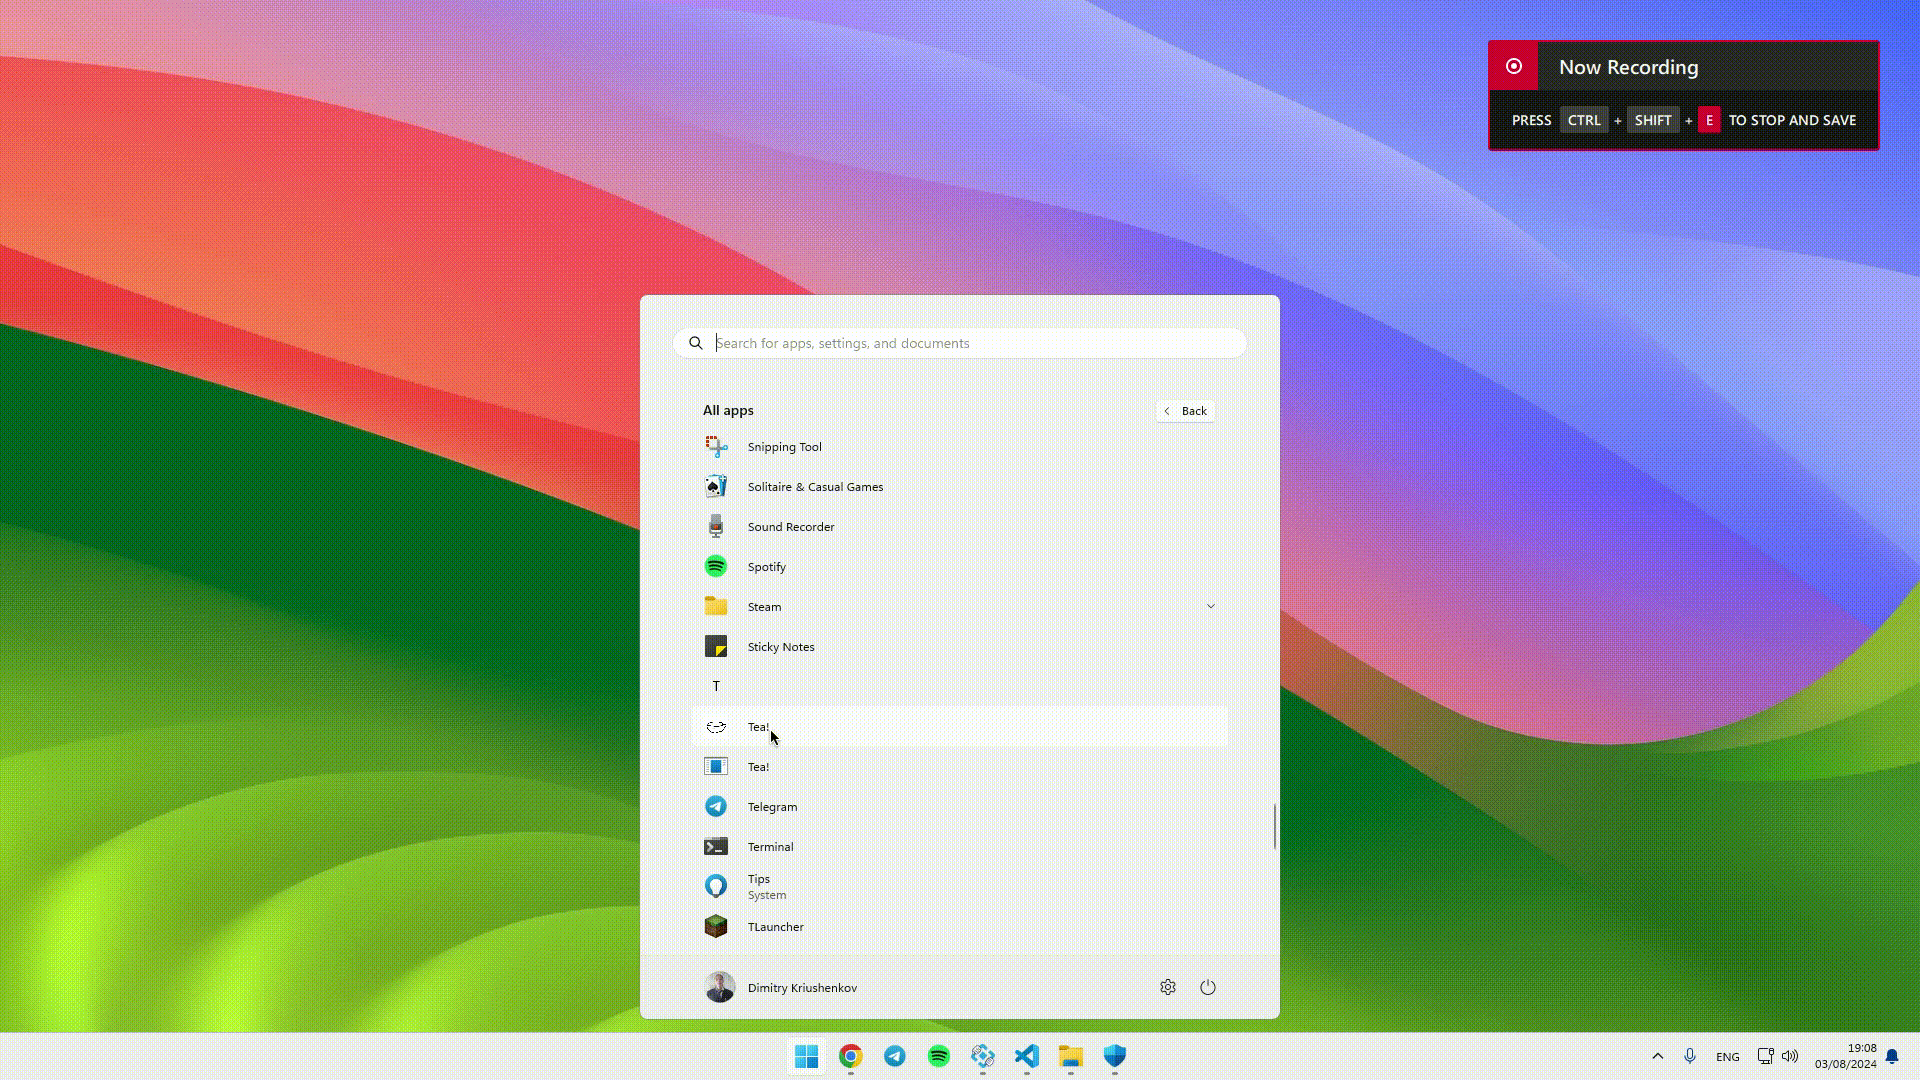 Now Recording
PRESS CTRL + SHIFT + E TO STOP AND SAVE
Search for apps, settings, and documents
All apps
Back
Snipping Tool
Solitaire & Casual Games
Sound Recorder
Spotify
Steam
Sticky Notes
T
Tea!
Tea!
Telegram
Terminal
Tips
System
TLauncher
Dimitry Kriushenkov
ENG
19:08
03/08/2024